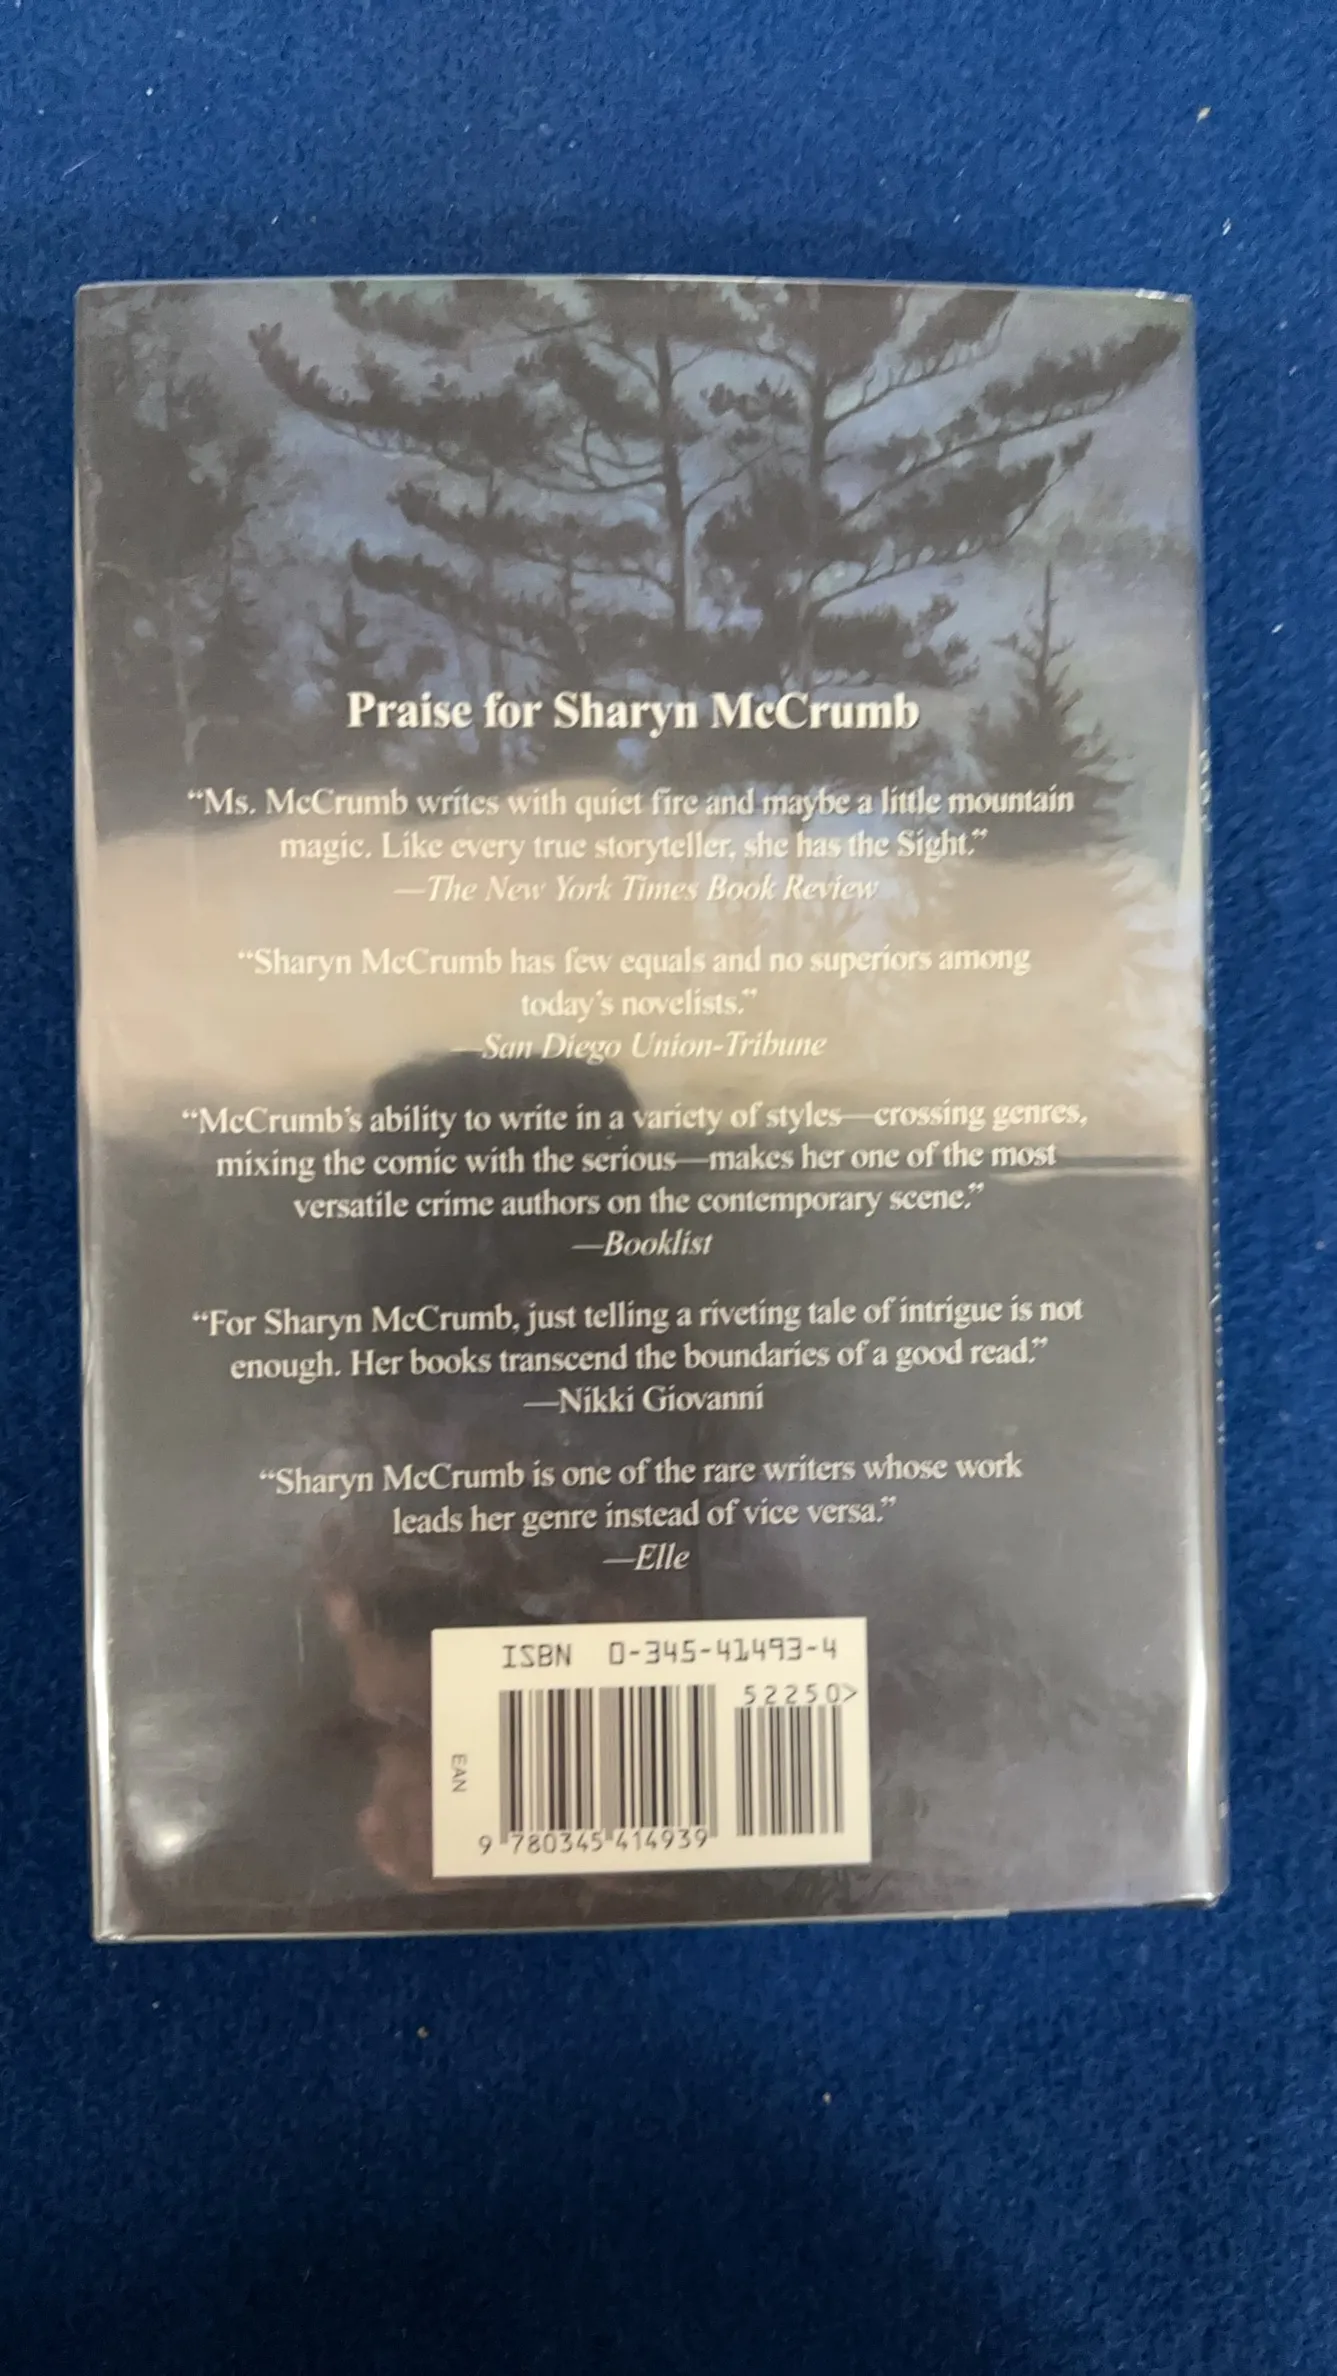 Praise for Sharyn McCrumb
“Ms. McCrumb writes with quiet fire and maybe a little mountain
magic. Like every true storyteller, she has the Sight.”
—The New York Times Book Review
“Sharyn McCrumb has few equals and no superiors among
today’s novelists.”
—San Diego Union-Tribune
“McCrumb’s ability to write in a variety of styles—crossing genres,
mixing the comic with the serious—makes her one of the most
versatile crime authors on the contemporary scene.”
—Booklist
“For Sharyn McCrumb, just telling a riveting tale of intrigue is not
enough. Her books transcend the boundaries of a good read.”
—Nikki Giovanni
“Sharyn McCrumb is one of the rare writers whose work
leads her genre instead of vice versa.”
—Elle
ISBN 0-345-41493-4
52250>
EAN
9 780345 414939